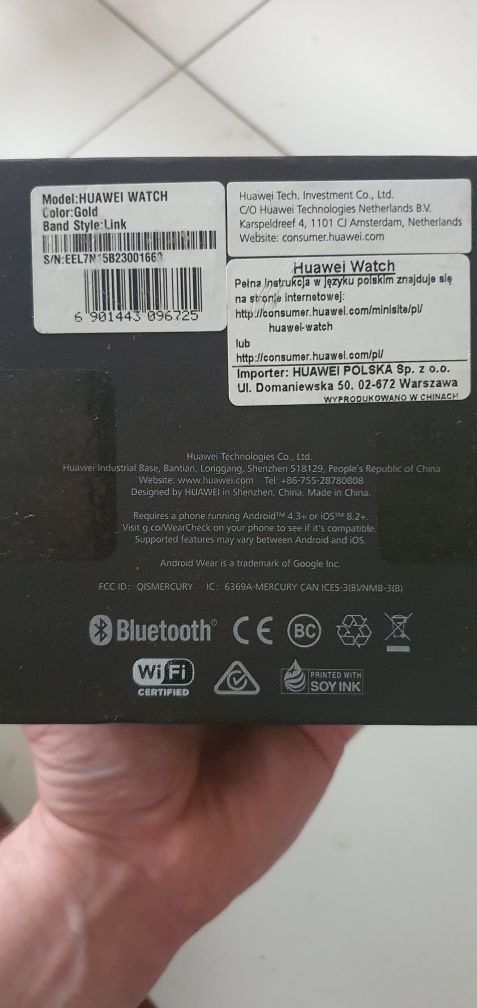 Model:HUAWEI WATCH
Color:Gold
Band Style:Link
6 901443 096725
Huawei Tech. Investment Co., Ltd.
C/O Huawei Technologies Netherlands B.V.
Karspeldreef 4, 1101 CJ Amsterdam, Netherlands
Website: consumer.huawei.com
Huawei Watch
Pełna Instrukcja w języku polskim znajduje się
na stronie Internetowej:
http://consumer.huawei.com/minisite/pl/
huawei-watch
lub
http://consumer.huawei.com/pl/
Importer: HUAWEI POLSKA Sp. z o.o.
Ul. Domaniewska 50, 02-672 Warszawa
WYPRODUKOWANO W CHINACH
Huawei Technologies Co., Ltd.
Huawei Industrial Base, Bantian, Longgang, Shenzhen 518129, People's Republic of China
Website: www.huawei.com Tel: +86-755-28780808
Designed by HUAWEI in Shenzhen, China. Made in China.
Requires a phone running Android™ 4.3+ or iOS™ 8.2+.
Visit g.co/WearCheck on your phone to see if it's compatible.
Supported features may vary between Android and iOS.
Android Wear is a trademark of Google Inc.
FCC ID: QISMERCURY IC: 6369A-MERCURY CAN ICES-3(B)/NMB-3(B)
Bluetooth® CE BC
Wi Fi
CERTIFIED
PRINTED WITH
SOY INK